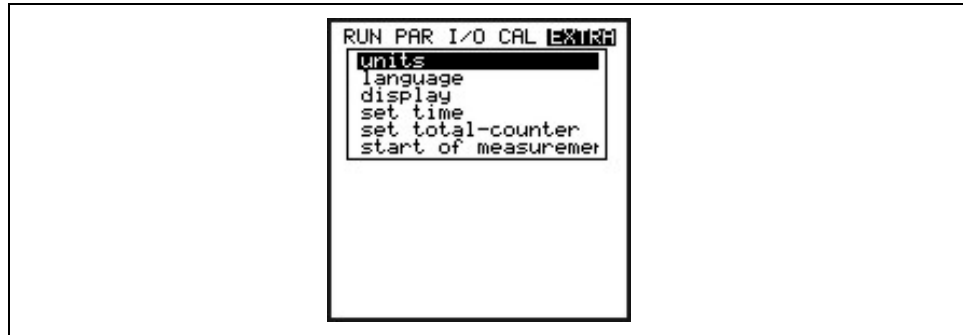 RUN PAR I/O CAL EXTRA
units
language
display
set time
set total-counter
start of measuremer